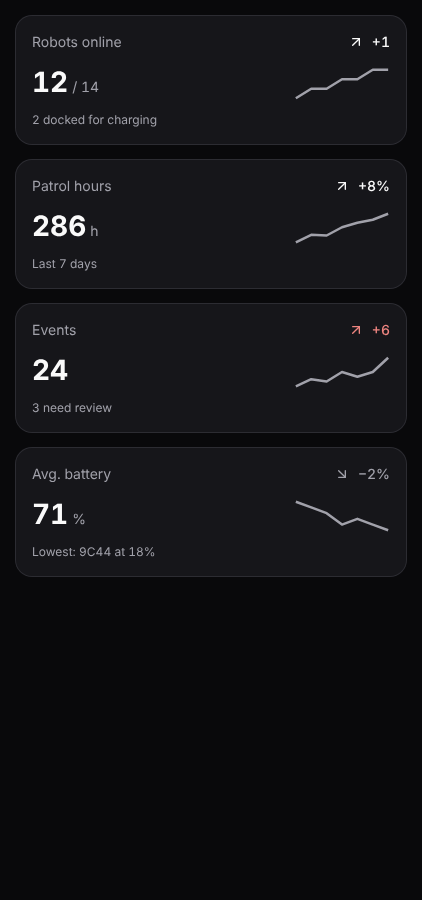 Robots online +1
12 / 14
2 docked for charging
Patrol hours +8%
286 h
Last 7 days
Events +6
24
3 need review
Avg. battery −2%
71 %
Lowest: 9C44 at 18%